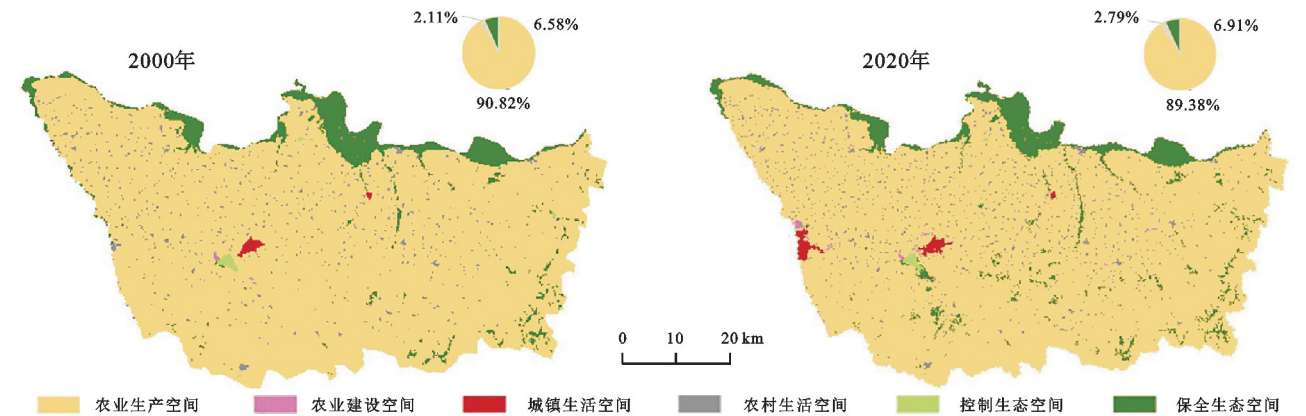 2.11% 6.58%
2000年
90.82%
2.79% 6.91%
2020年
89.38%
0 10 20 km
农业生产空间 农业建设空间 城镇生活空间 农村生活空间 控制生态空间 保全生态空间